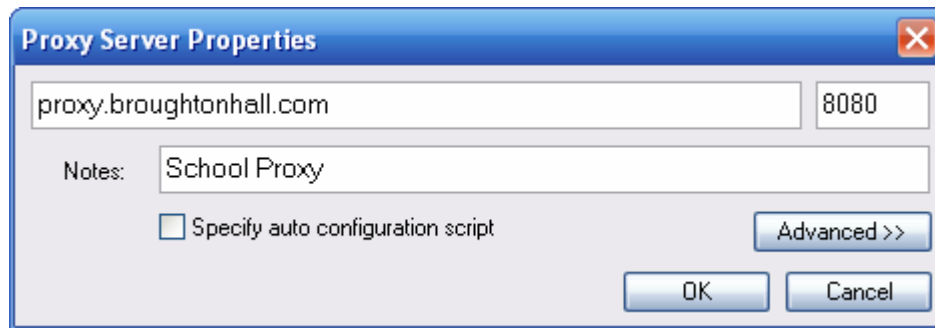 Proxy Server Properties
proxy.broughtonhall.com 8080
Notes: School Proxy
Specify auto configuration script
Advanced >>
OK Cancel